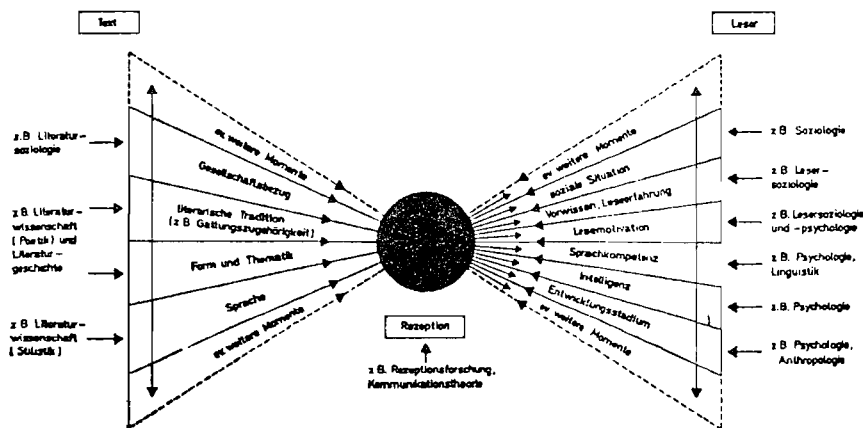 Text
Leser
z.B. Literatur-
soziologie
z.B. Literatur-
wissenschaft
(Poetik) und
Literatur-
geschichte
z.B. Literatur-
wissenschaft
(Stilistik)
ev weitere Momente
Gesellschaftsbezug
literarische Tradition
(z.B. Gattungszugehörigkeit)
Form und Thematik
Sprache
ev weitere Momente
Rezeption
z.B. Rezeptionsforschung,
Kommunikationstheorie
ev weitere Momente
soziale Situation
Vorwissen, Leseerfahrung
Lesemotivation
Sprachkompetenz
Intelligenz
Entwicklungsstadium
ev weitere Momente
z.B. Soziologie
z.B. Leser-
soziologie
z.B. Lesersoziologie
und -psychologie
z.B. Psychologie,
Linguistik
z.B. Psychologie
z.B. Psychologie,
Anthropologie